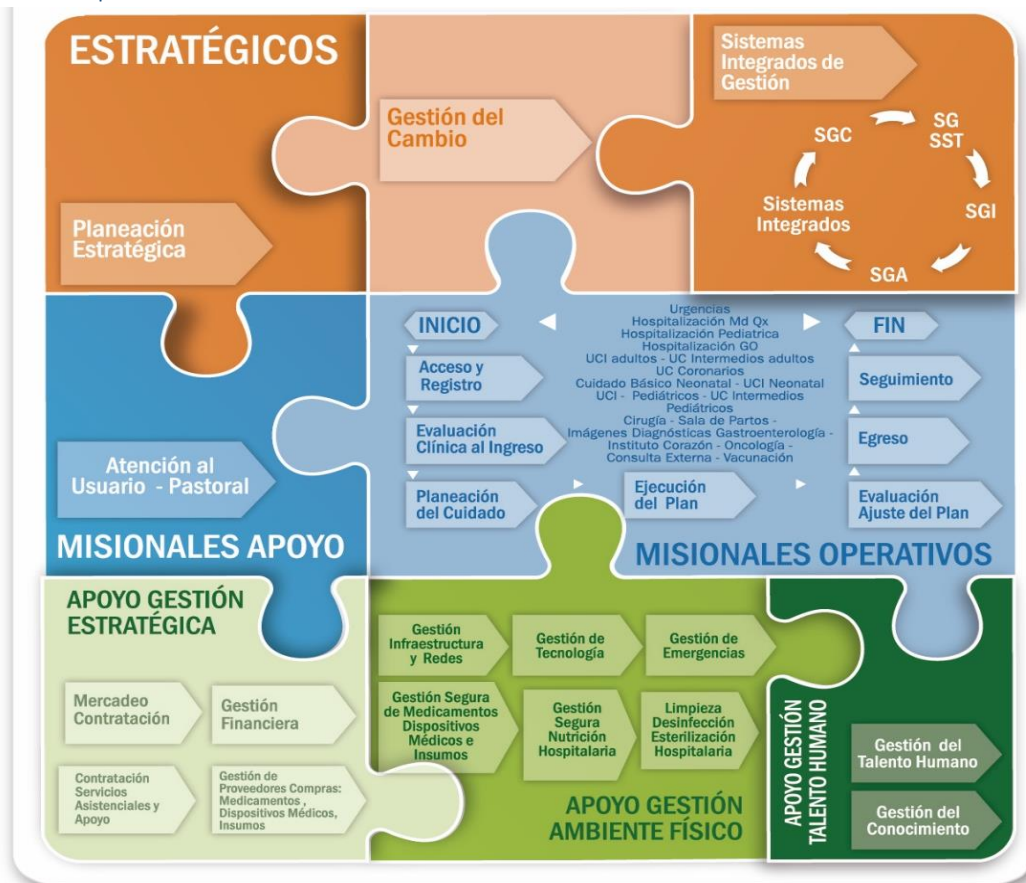 ESTRATÉGICOS
Planeación
Estratégica
Gestión del
Cambio
Sistemas
Integrados de
Gestión
SGC
SG
SST
SGI
SGA
Sistemas
Integrados
Atención al
Usuario - Pastoral
MISIONALES APOYO
INICIO
Acceso y
Registro
Evaluación
Clínica al Ingreso
Planeación
del Cuidado
Urgencias
Hospitalización Md Qx
Hospitalización Pediatrica
Hospitalización GO
UCI adultos - UC Intermedios adultos
UC Coronarios
Cuidado Básico Neonatal - UCI Neonatal
UCI - Pediátricos - UC Intermedios
Pediátricos
Cirugía - Sala de Partos -
Imágenes Diagnósticas Gastroenterología -
Instituto Corazón - Oncología -
Consulta Externa - Vacunación
Ejecución
del Plan
FIN
Seguimiento
Egreso
Evaluación
Ajuste del Plan
MISIONALES OPERATIVOS
APOYO GESTIÓN
ESTRATÉGICA
Mercadeo
Contratación
Gestión
Financiera
Contratación
Servicios
Asistenciales y
Apoyo
Gestión de
Proveedores Compras:
Medicamentos ,
Dispositivos Médicos,
Insumos
Gestión
Infraestructura
y Redes
Gestión de
Tecnología
Gestión de
Emergencias
Gestión Segura
de Medicamentos
Dispositivos
Médicos e
Insumos
Gestión
Segura
Nutrición
Hospitalaria
Limpieza
Desinfección
Esterilización
Hospitalaria
APOYO GESTIÓN
AMBIENTE FÍSICO
APOYO GESTIÓN
TALENTO HUMANO
Gestión del
Talento Humano
Gestión del
Conocimiento